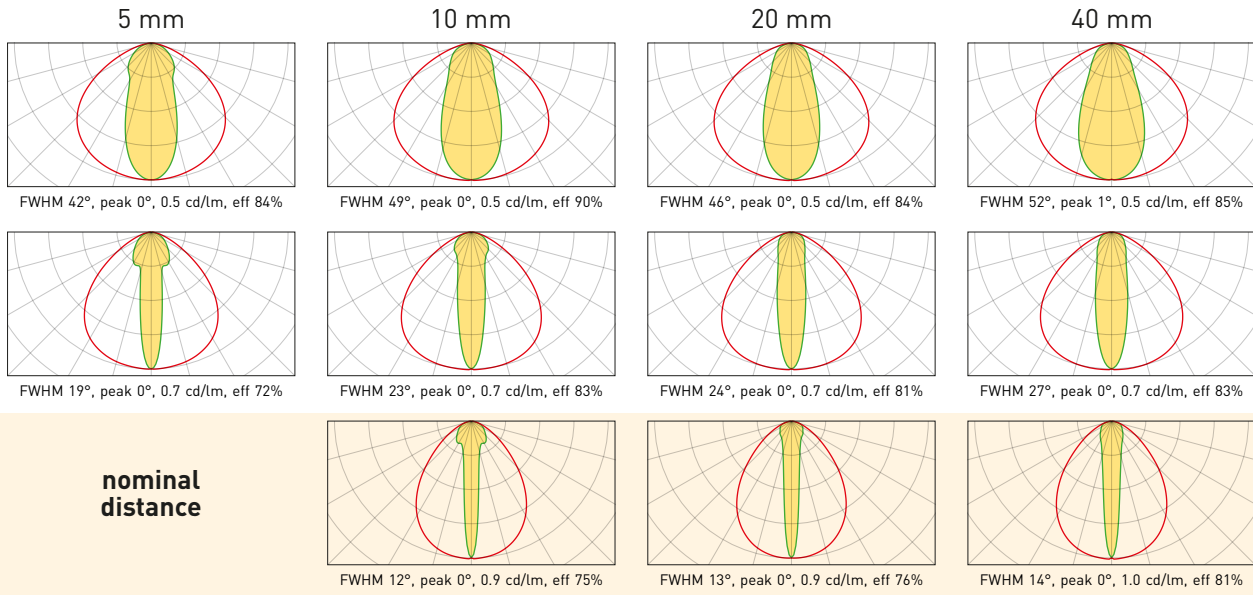 5 mm
10 mm
20 mm
40 mm
FWHM 42°, peak 0°, 0.5 cd/lm, eff 84%
FWHM 49°, peak 0°, 0.5 cd/lm, eff 90%
FWHM 46°, peak 0°, 0.5 cd/lm, eff 84%
FWHM 52°, peak 1°, 0.5 cd/lm, eff 85%
FWHM 19°, peak 0°, 0.7 cd/lm, eff 72%
FWHM 23°, peak 0°, 0.7 cd/lm, eff 83%
FWHM 24°, peak 0°, 0.7 cd/lm, eff 81%
FWHM 27°, peak 0°, 0.7 cd/lm, eff 83%
nominal
distance
FWHM 12°, peak 0°, 0.9 cd/lm, eff 75%
FWHM 13°, peak 0°, 0.9 cd/lm, eff 76%
FWHM 14°, peak 0°, 1.0 cd/lm, eff 81%